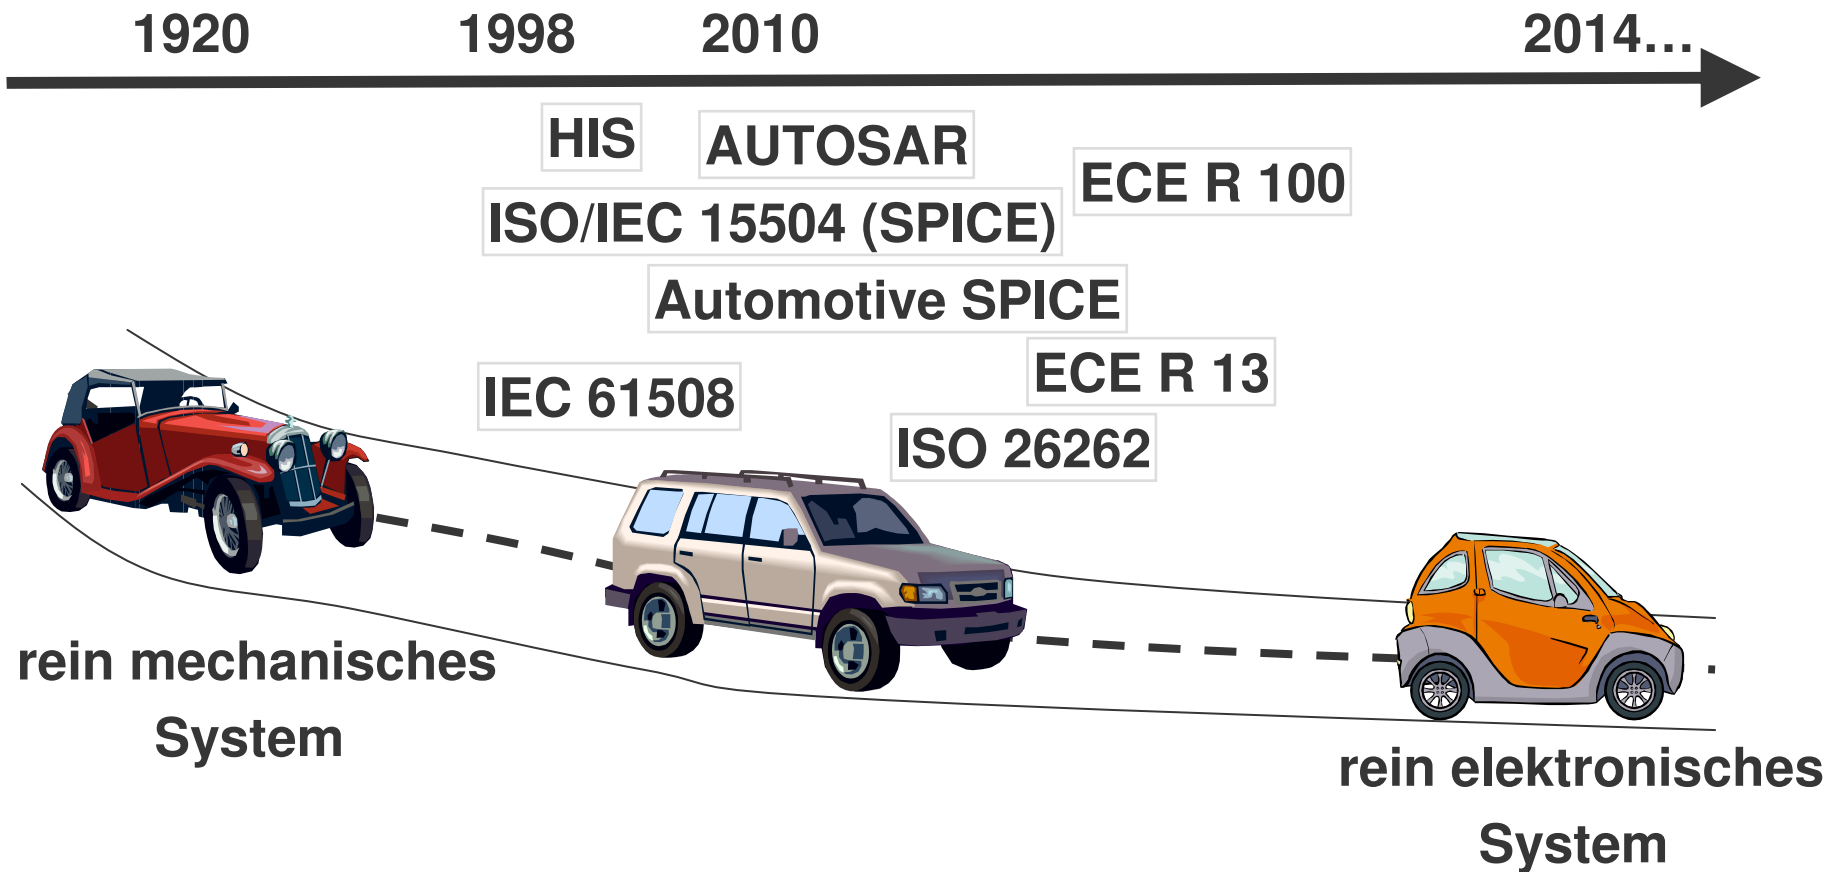 1920 1998 2010 2014...
HIS
AUTOSAR
ECE R 100
ISO/IEC 15504 (SPICE)
Automotive SPICE
ECE R 13
IEC 61508
ISO 26262
rein mechanisches
System
rein elektronisches
System